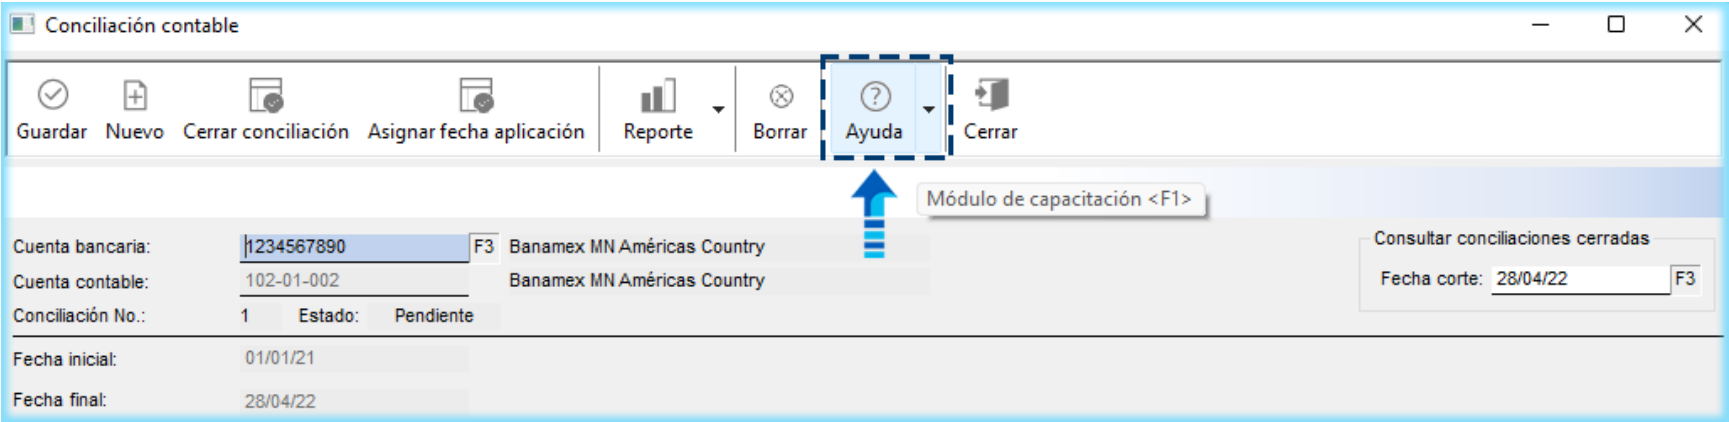 Conciliación contable
Guardar Nuevo Cerrar conciliación Asignar fecha aplicación Reporte Borrar Ayuda Cerrar
Módulo de capacitación <F1>
Cuenta bancaria: 1234567890 F3 Banamex MN Américas Country
Cuenta contable: 102-01-002 Banamex MN Américas Country
Conciliación No.: 1 Estado: Pendiente
Consultar conciliaciones cerradas
Fecha corte: 28/04/22 F3
Fecha inicial: 01/01/21
Fecha final: 28/04/22